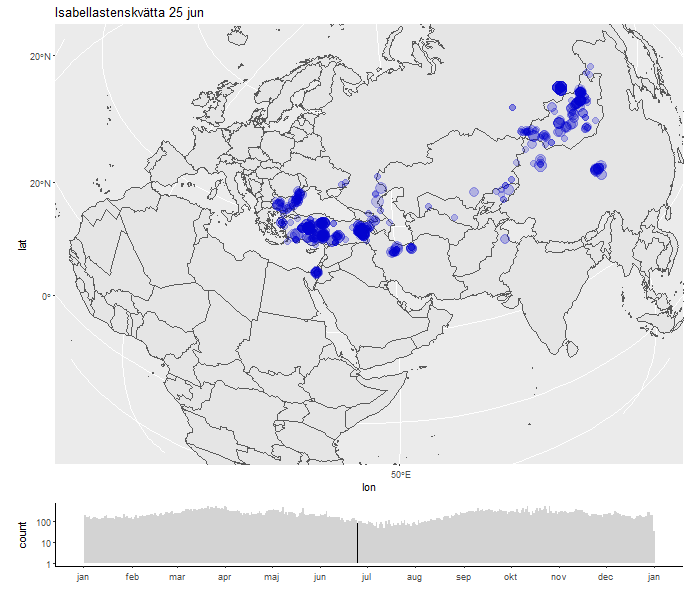 Isabellastenskvätta 25 jun
20°N
20°N
0°
lat
50°E
lon
count
100
10
1
jan feb mar apr maj jun jul aug sep okt nov dec jan